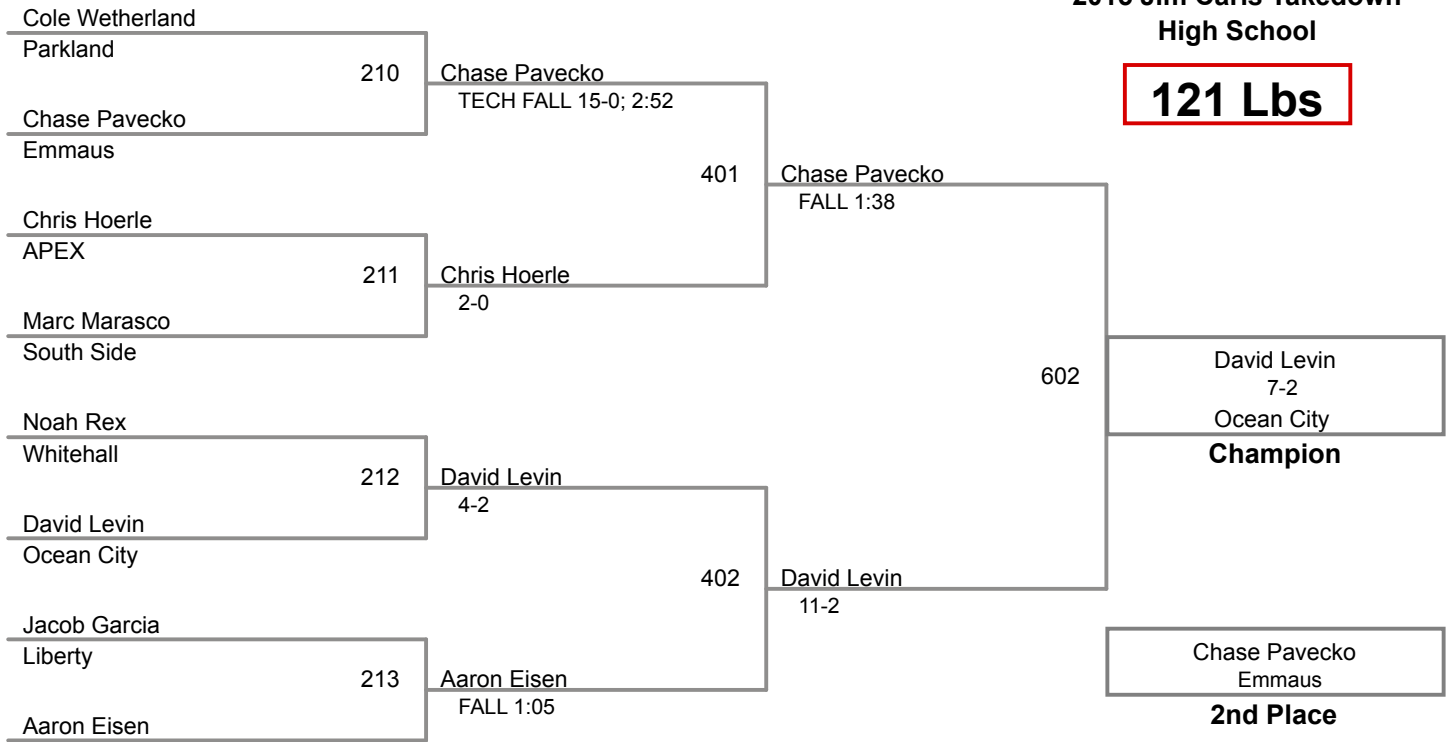 Jim Takedown
High School
121 Lbs
Cole Wetherland
Parkland
210
Chase Pavecko
TECH FALL 15-0; 2:52
Chase Pavecko
Emmaus
401
Chase Pavecko
FALL 1:38
Chris Hoerle
APEX
211
Chris Hoerle
2-0
Marc Marasco
South Side
602
David Levin
7-2
Ocean City
Champion
Noah Rex
Whitehall
212
David Levin
4-2
David Levin
Ocean City
402
David Levin
11-2
Jacob Garcia
Liberty
213
Aaron Eisen
FALL 1:05
Aaron Eisen
Chase Pavecko
Emmaus
2nd Place